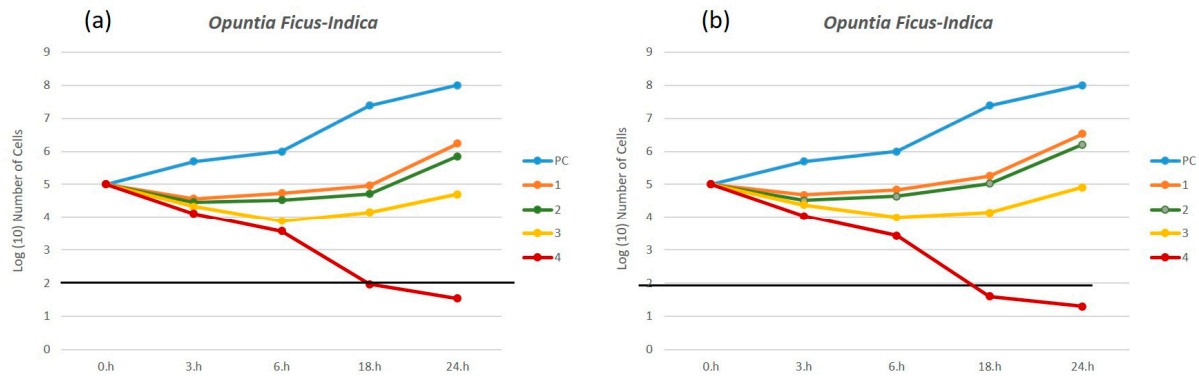 (a)
Opuntia Ficus-Indica
Log (10) Number of Cells
9
8
7
6
5
4
3
2
1
0
0.h 3.h 6.h 18.h 24.h
PC
1
2
3
4
(b)
Opuntia Ficus-Indica
Log (10) Number of Cells
9
8
7
6
5
4
3
2
1
0
0.h 3.h 6.h 18.h 24.h
PC
1
2
3
4